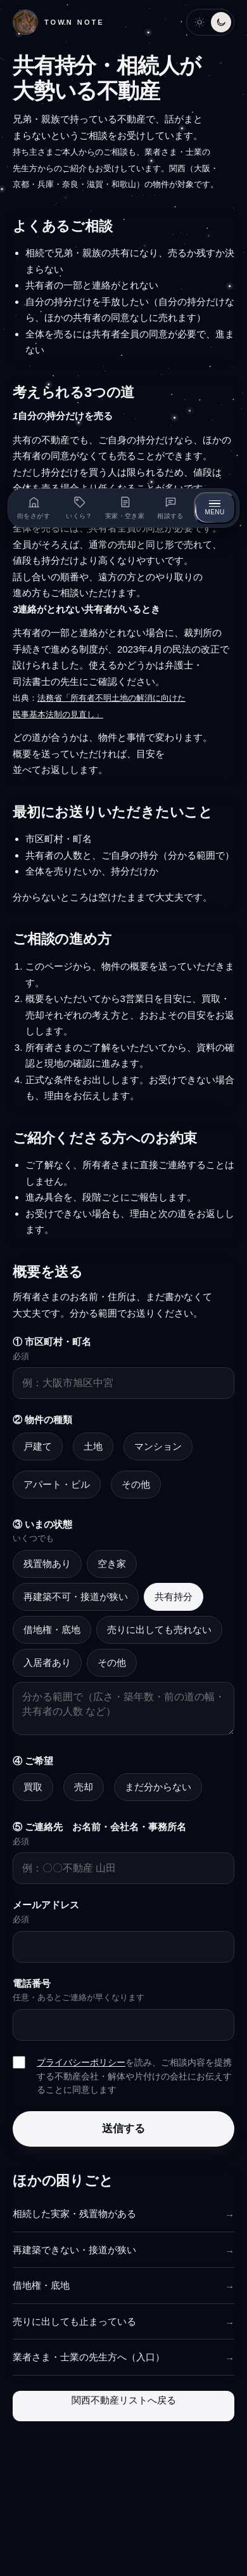 TOWN NOTE
共有持分・相続人が
大勢いる不動産
兄弟・親族で持っている不動産で、話がまと
まらないというご相談をお受けしています。
持ち主さまご本人からのご相談も、業者さま・士業の
先生方からのご紹介もお受けしています。関西（大阪・
京都・兵庫・奈良・滋賀・和歌山）の物件が対象です。
よくあるご相談
相続で兄弟・親族の共有になり、売るか残すか決
まらない
共有者の一部と連絡がとれない
自分の持分だけを手放したい（自分の持分だけな
ら、ほかの共有者の同意なしで売れます）
全体を売るには共有者全員の同意が必要で、進ま
ない
考えられる3つの道
1自分の持分だけを売る
共有の不動産でも、ご自身の持分だけなら、ほかの
共有者の同意がなくても売ることができます。
ただし持分だけを買う人は限られるため、値段は
街をさがす
いくら？
実家・空き家
相談する
MENU
全体を売るには、共有者全員の同意が必要です。
全員がそろえば、通常の売却と同じ形で売れて、
値段も持分だけより高くなりやすいです。
話し合いの順番や、遠方の方とのやり取りの
進め方もご相談いただけます。
3連絡がとれない共有者がいるとき
共有者の一部と連絡がとれない場合に、裁判所の
手続きで進める制度が、2023年4月の民法の改正で
設けられました。使えるかどうかは弁護士・
司法書士の先生にご確認ください。
出典：法務省「所有者不明土地の解消に向けた
民事基本法制の見直し」
どの道が合うかは、物件と事情で変わります。
概要を送っていただければ、目安を
並べてお返しします。
最初にお送りいただきたいこと
市区町村・町名
共有者の人数と、ご自身の持分（分かる範囲で）
全体を売りたいか、持分だけか
分からないところは空けたままで大丈夫です。
ご相談の進め方
1. このページから、物件の概要を送っていただきま
す。
2. 概要をいただいてから3営業日を目安に、買取・
売却それぞれの考え方と、おおよその目安をお返
しします。
3. 所有者さまのご了解をいただいてから、資料の確
認と現地の確認に進みます。
4. 正式な条件をお出しします。お受けできない場合
も、理由をお伝えします。
ご紹介くださる方へのお約束
ご了解なく、所有者さまに直接ご連絡することは
しません。
進み具合を、段階ごとにご報告します。
お受けできない場合も、理由と次の道をお返しし
ます。
概要を送る
所有者さまのお名前・住所は、まだ書かなくて
大丈夫です。分かる範囲でお送りください。
① 市区町村・町名
必須
例：大阪市旭区中宮
② 物件の種類
戸建て
土地
マンション
アパート・ビル
その他
③ いまの状態
いくつでも
残置物あり
空き家
再建築不可・接道が狭い
共有持分
借地権・底地
売りに出しても売れない
入居者あり
その他
分かる範囲で（広さ・築年数・前の道の幅・
共有者の人数 など）
④ ご希望
買取
売却
まだ分からない
⑤ ご連絡先　お名前・会社名・事務所名
必須
例：〇〇不動産 山田
メールアドレス
必須
電話番号
任意・あるとご連絡が早くなります
プライバシーポリシーを読み、ご相談内容を提携
する不動産会社・解体や片付けの会社にお伝えす
ることに同意します
送信する
ほかの困りごと
相続した実家・残置物がある →
再建築できない・接道が狭い →
借地権・底地 →
売りに出しても止まっている →
業者さま・士業の先生方へ（入口） →
関西不動産リストへ戻る